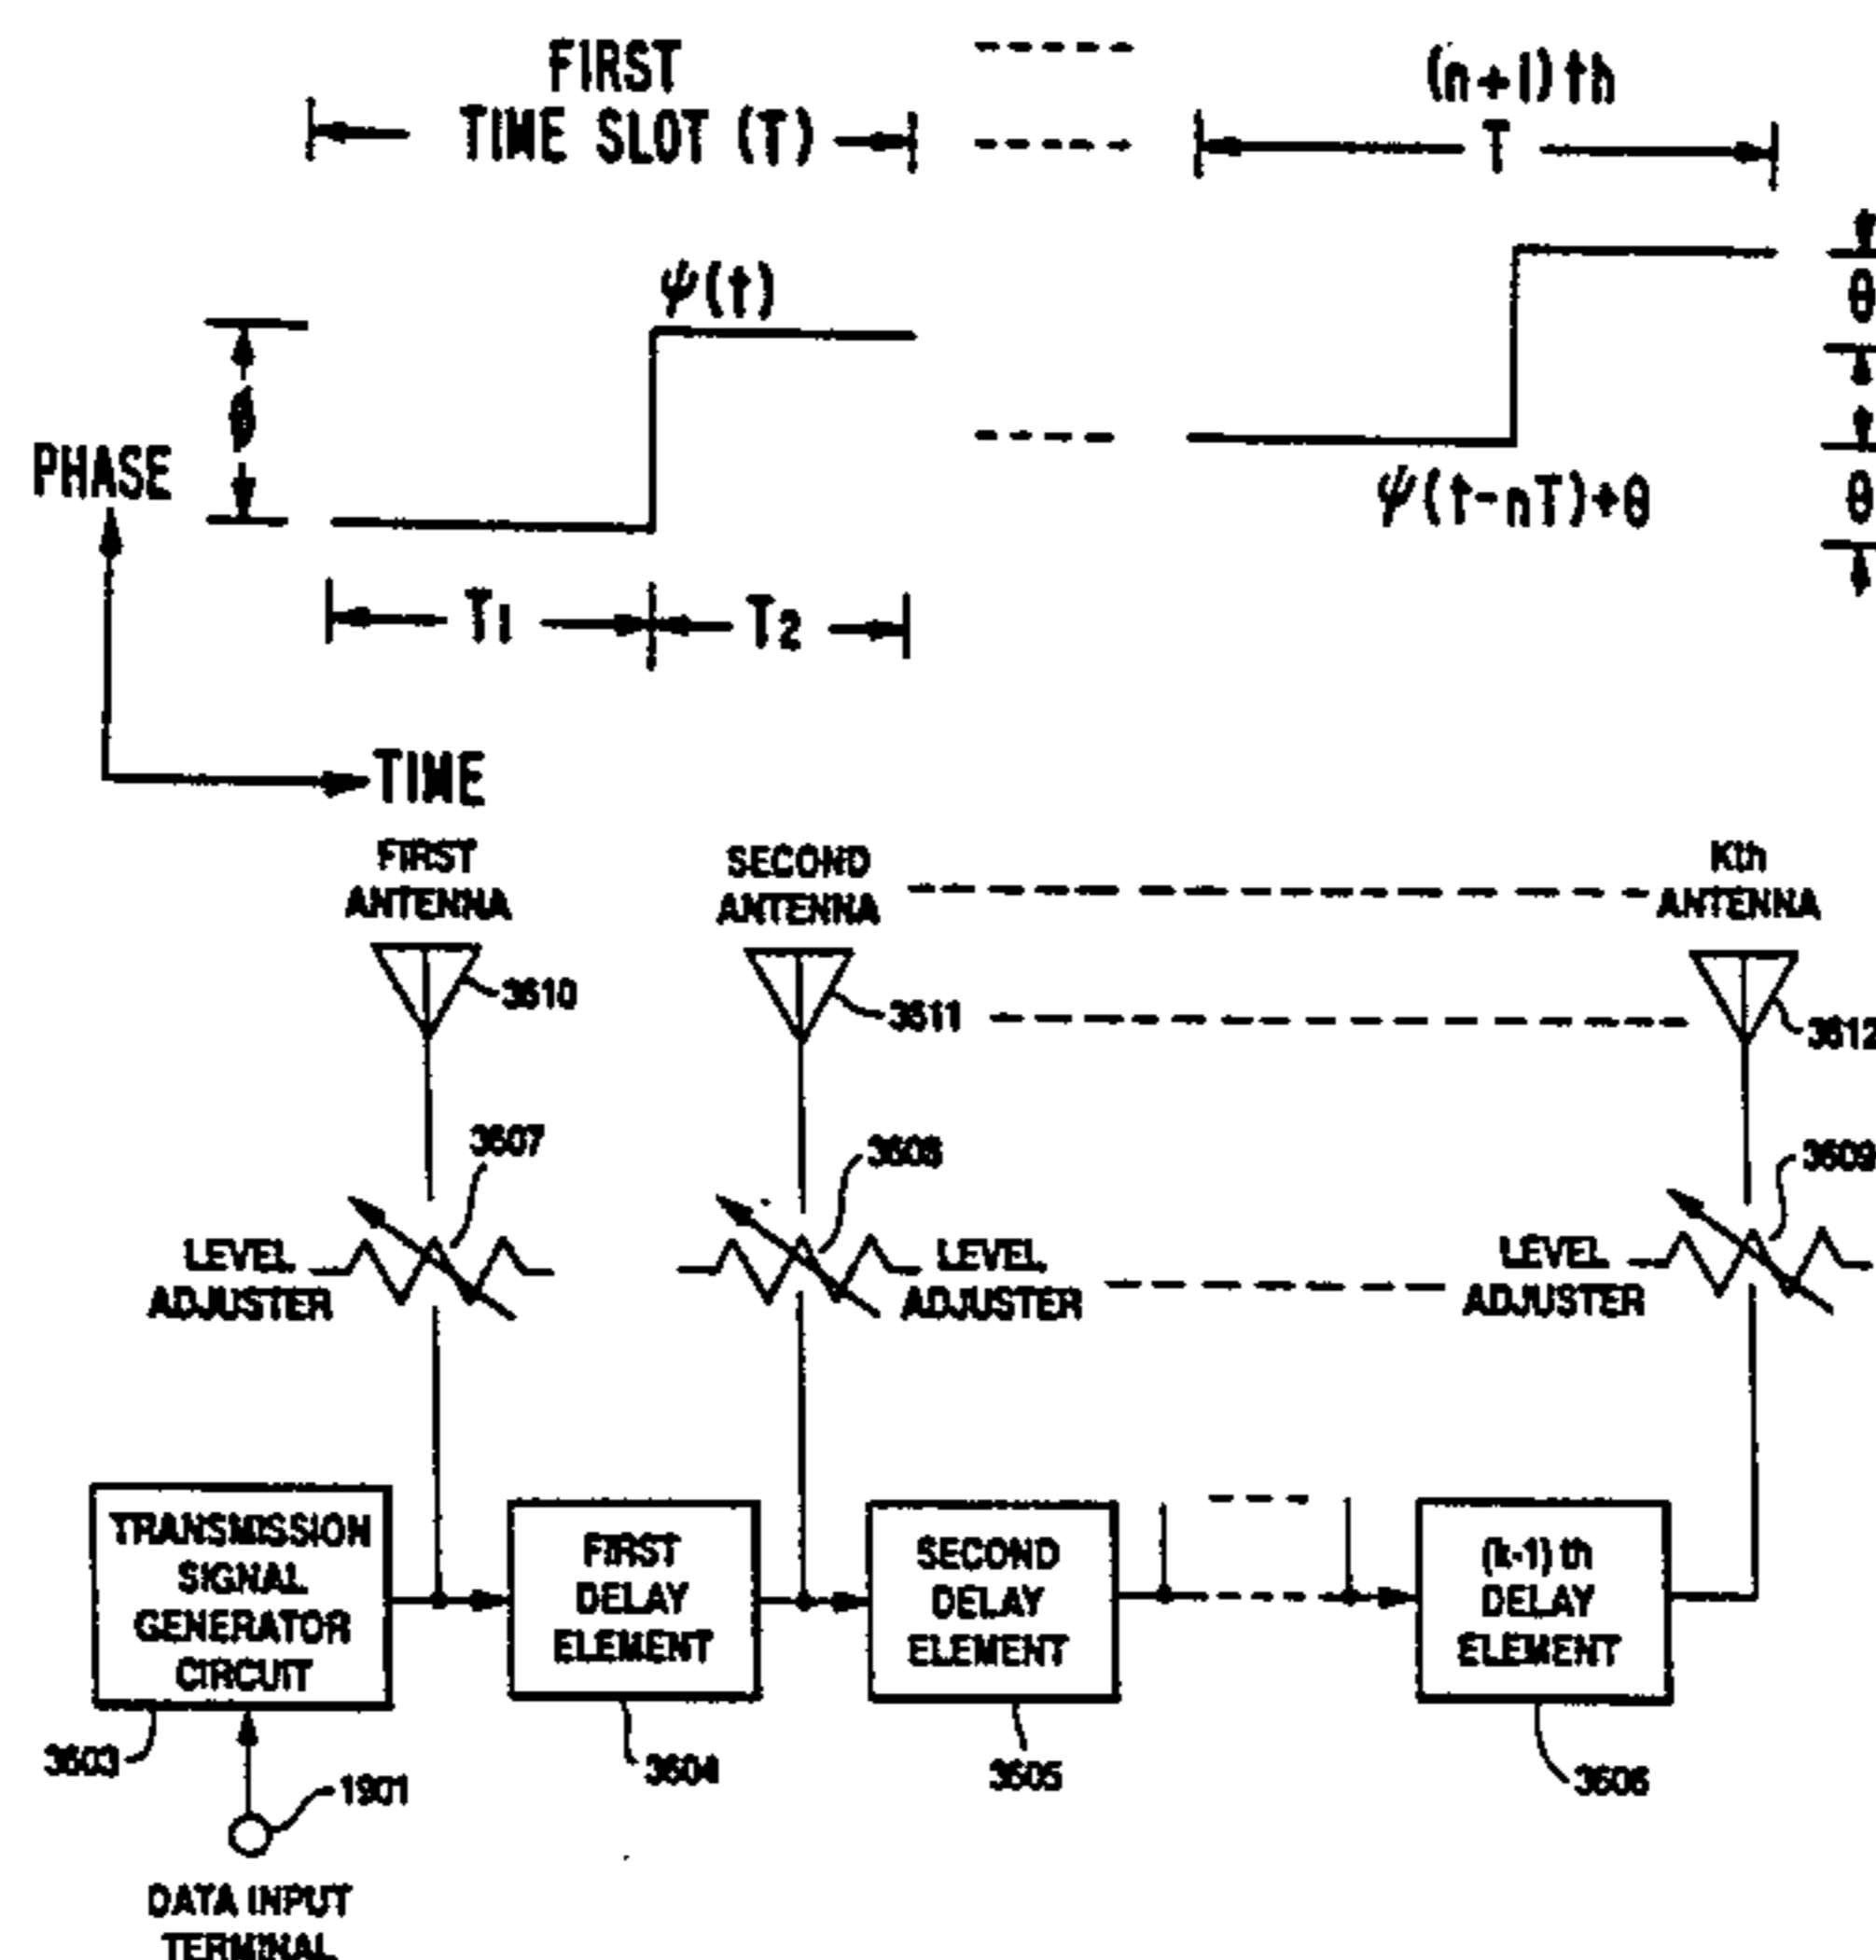 FIRST
TIME SLOT (T)
(n+1)th
T
ψ(t)
θ
PHASE
ψ(t-nT)+θ
θ
T1
T2
TIME
FIRST
ANTENNA
SECOND
ANTENNA
Kth
ANTENNA
3610
3611
3612
3607
3608
3609
LEVEL
ADJUSTER
LEVEL
ADJUSTER
LEVEL
ADJUSTER
TRANSMISSION
SIGNAL
GENERATOR
CIRCUIT
FIRST
DELAY
ELEMENT
SECOND
DELAY
ELEMENT
(k-1)th
DELAY
ELEMENT
3603
3604
3605
3606
1901
DATA INPUT
TERMINAL